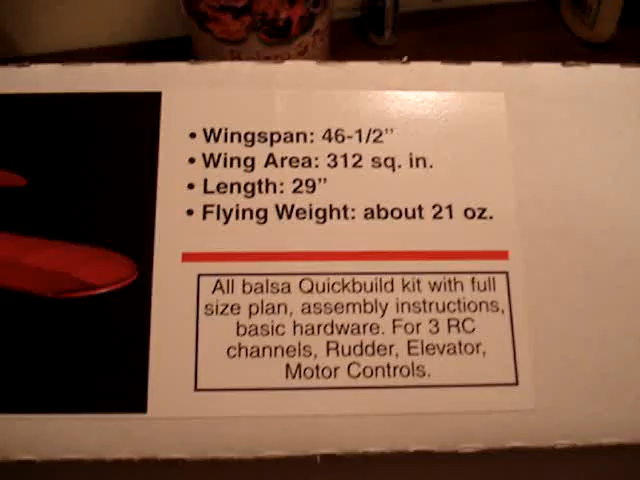 • Wingspan: 46-1/2”
• Wing Area: 312 sq. in.
• Length: 29”
• Flying Weight: about 21 oz.
All balsa Quickbuild kit with full
size plan, assembly instructions,
basic hardware. For 3 RC
channels, Rudder, Elevator,
Motor Controls.